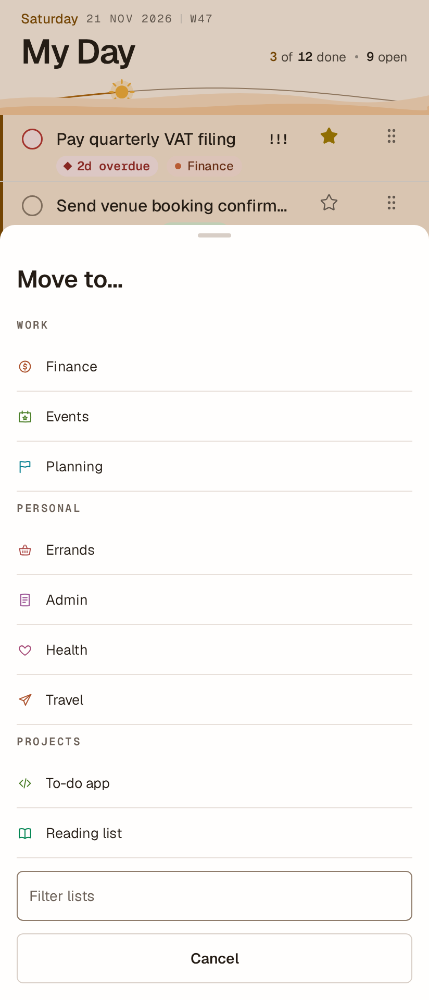 Saturday 21 NOV 2026 | W47
My Day
3 of 12 done • 9 open
Pay quarterly VAT filing !!!
2d overdue • Finance
Send venue booking confirm...
Move to...
WORK
Finance
Events
Planning
PERSONAL
Errands
Admin
Health
Travel
PROJECTS
To-do app
Reading list
Filter lists
Cancel